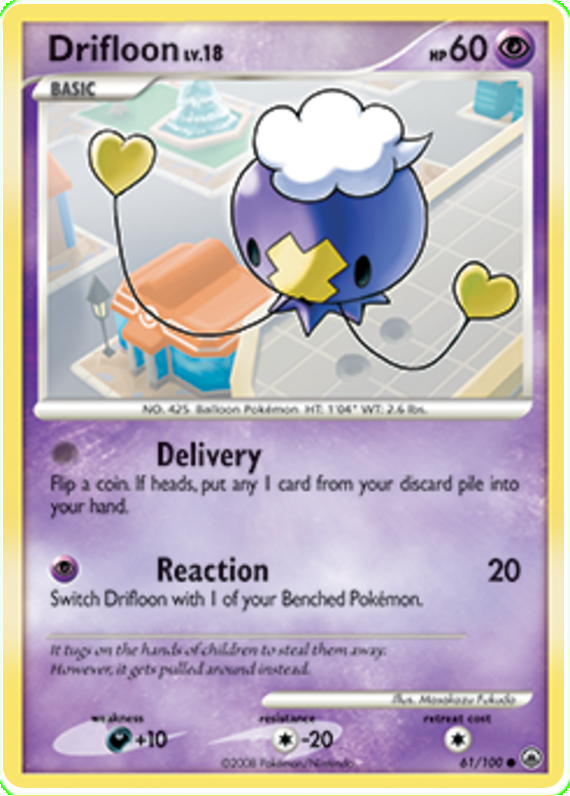 Drifloon LV.18 HP 60
BASIC
NO. 425 Balloon Pokémon HT: 1'04" WT: 2.6 lbs.
Delivery
Flip a coin. If heads, put any 1 card from your discard pile into
your hand.
Reaction 20
Switch Drifloon with 1 of your Benched Pokémon.
It tugs on the hands of children to steal them away.
However, it gets pulled around instead.
Illus. Masakazu Fukuda
weakness resistance retreat cost
+10 -20
©2008 Pokémon/Nintendo 61/100